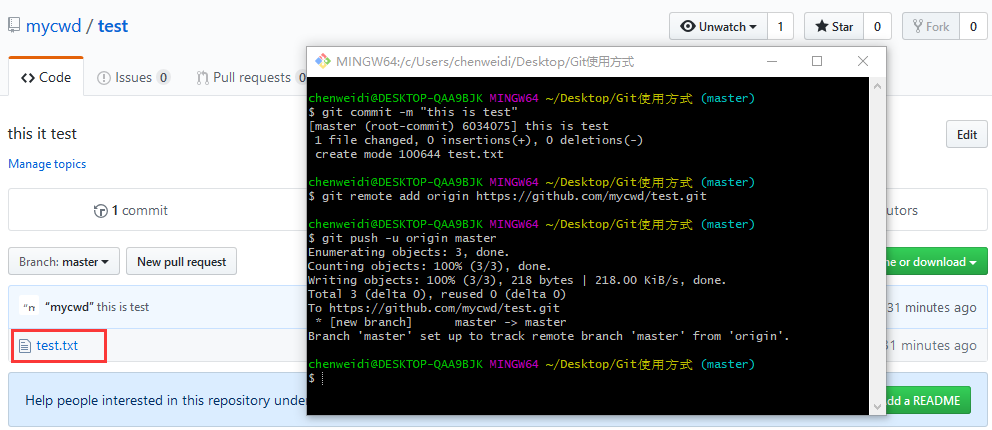 mycwd / test
Unwatch 1 Star 0 Fork 0
Code Issues 0 Pull requests 0
this it test
Edit
Manage topics
1 commit
utors
Branch: master New pull request
ne or download
"mycwd" this is test
31 minutes ago
test.txt
31 minutes ago
Help people interested in this repository unde
dd a README
MINGW64:/c/Users/chenweidi/Desktop/Git使用方式
chenweidi@DESKTOP-QAA9BJK MINGW64 ~/Desktop/Git使用方式 (master)
$ git commit -m "this is test"
[master (root-commit) 6034075] this is test
1 file changed, 0 insertions(+), 0 deletions(-)
create mode 100644 test.txt
chenweidi@DESKTOP-QAA9BJK MINGW64 ~/Desktop/Git使用方式 (master)
$ git remote add origin https://github.com/mycwd/test.git
chenweidi@DESKTOP-QAA9BJK MINGW64 ~/Desktop/Git使用方式 (master)
$ git push -u origin master
Enumerating objects: 3, done.
Counting objects: 100% (3/3), done.
Writing objects: 100% (3/3), 218 bytes | 218.00 KiB/s, done.
Total 3 (delta 0), reused 0 (delta 0)
To https://github.com/mycwd/test.git
* [new branch] master -> master
Branch 'master' set up to track remote branch 'master' from 'origin'.
chenweidi@DESKTOP-QAA9BJK MINGW64 ~/Desktop/Git使用方式 (master)
$